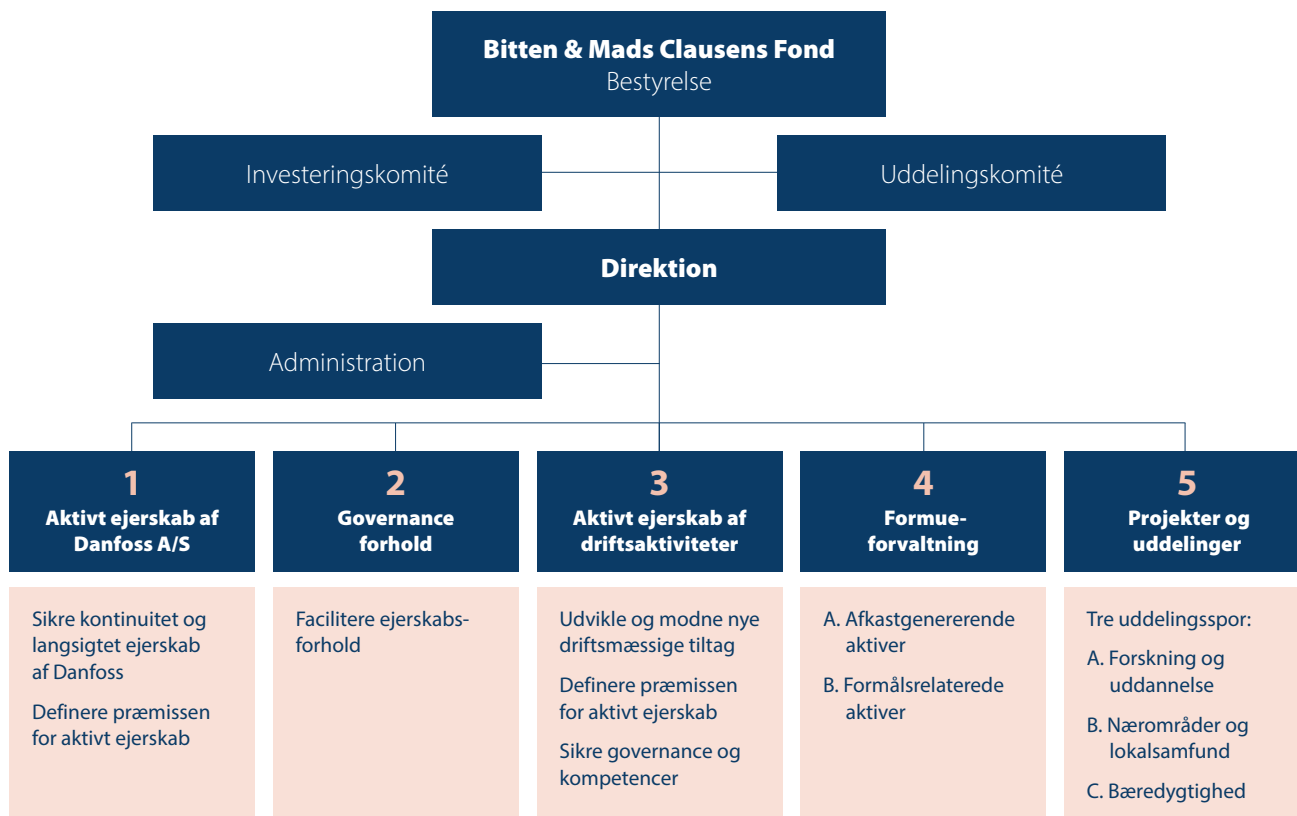 Bitten & Mads Clausens Fond
Bestyrelse
Investeringskomité
Uddelingskomité
Direktion
Administration
1
Aktivt ejerskab af
Danfoss A/S
Sikre kontinuitet og
langsigtet ejerskab
af Danfoss
Definere præmissen
for aktivt ejerskab
2
Governance
forhold
Facilitere ejerskabs-
forhold
3
Aktivt ejerskab af
driftsaktiviteter
Udvikle og modne nye
driftsmæssige tiltag
Definere præmissen
for aktivt ejerskab
Sikre governance og
kompetencer
4
Formue-
forvaltning
A. Afkastgenererende
aktiver
B. Formålsrelaterede
aktiver
5
Projekter og
uddelinger
Tre uddelingsspor:
A. Forskning og
uddannelse
B. Nærområder og
lokalsamfund
C. Bæredygtighed